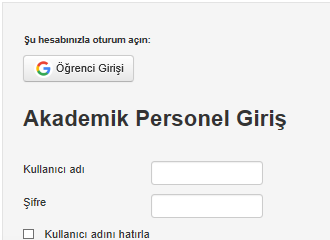 Şu hesabınızla oturum açın:
Öğrenci Girişi
Akademik Personel Giriş
Kullanıcı adı
Şifre
Kullanıcı adını hatırla